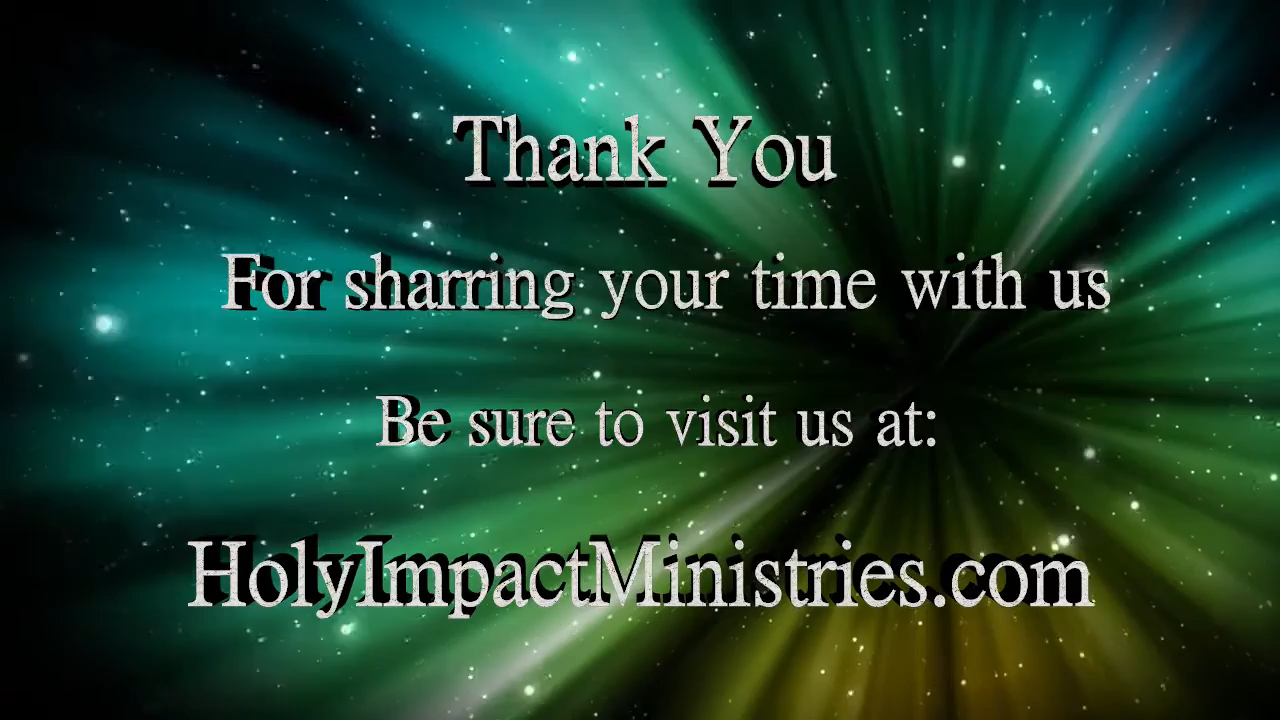 Thank You
For sharring your time with us
Be sure to visit us at:
HolyImpactMinistries.com